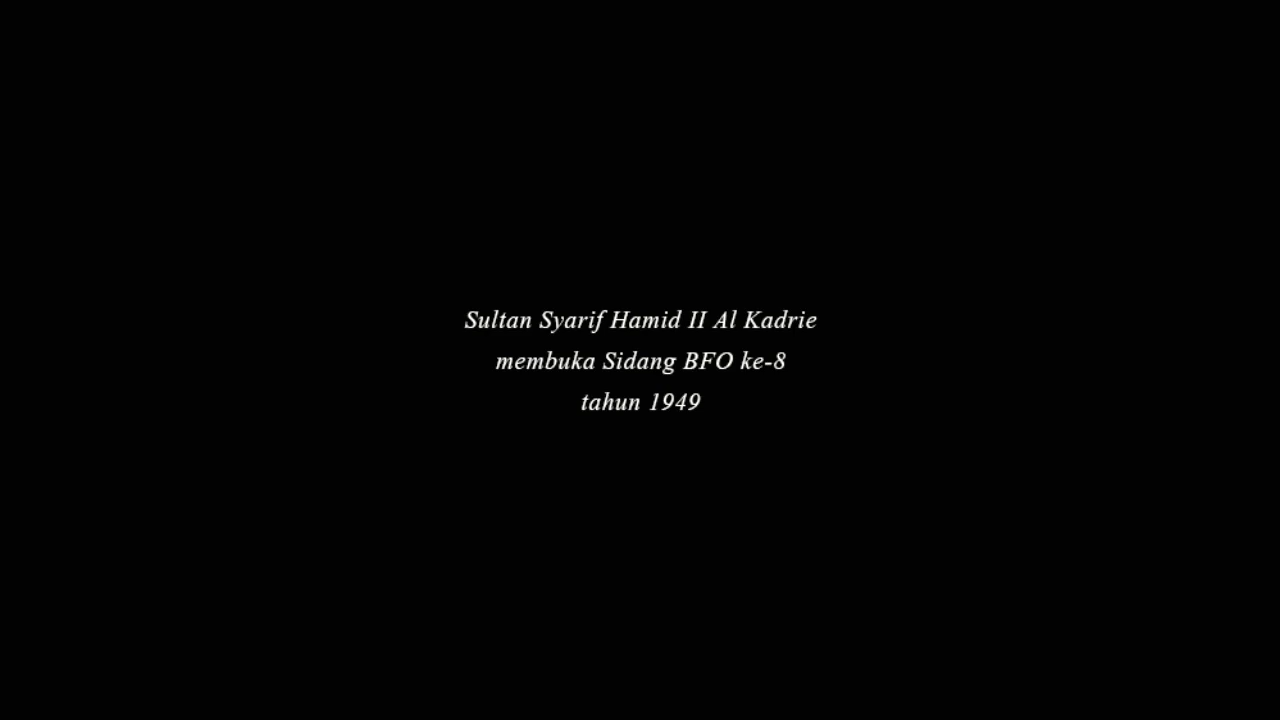 Sultan Syarif Hamid II Al Kadrie
membuka Sidang BFO ke-8
tahun 1949